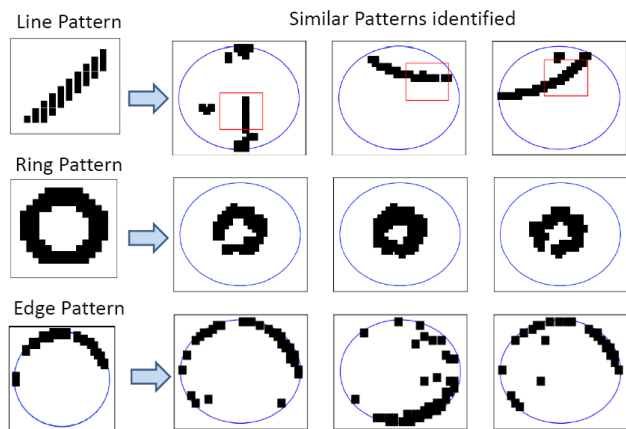 Line Pattern
Similar Patterns identified
Ring Pattern
Edge Pattern